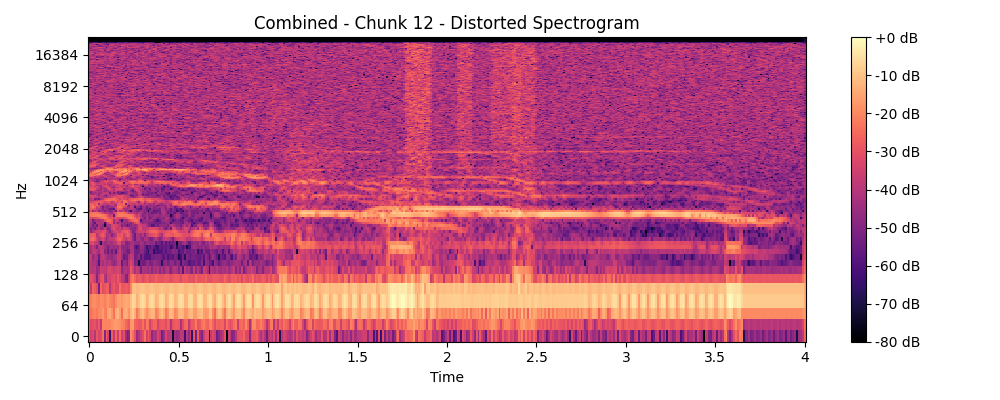 Combined - Chunk 12 - Distorted Spectrogram
Hz
16384
8192
4096
2048
1024
512
256
128
64
0
0 0.5 1 1.5 2 2.5 3 3.5 4
Time
+0 dB
-10 dB
-20 dB
-30 dB
-40 dB
-50 dB
-60 dB
-70 dB
-80 dB